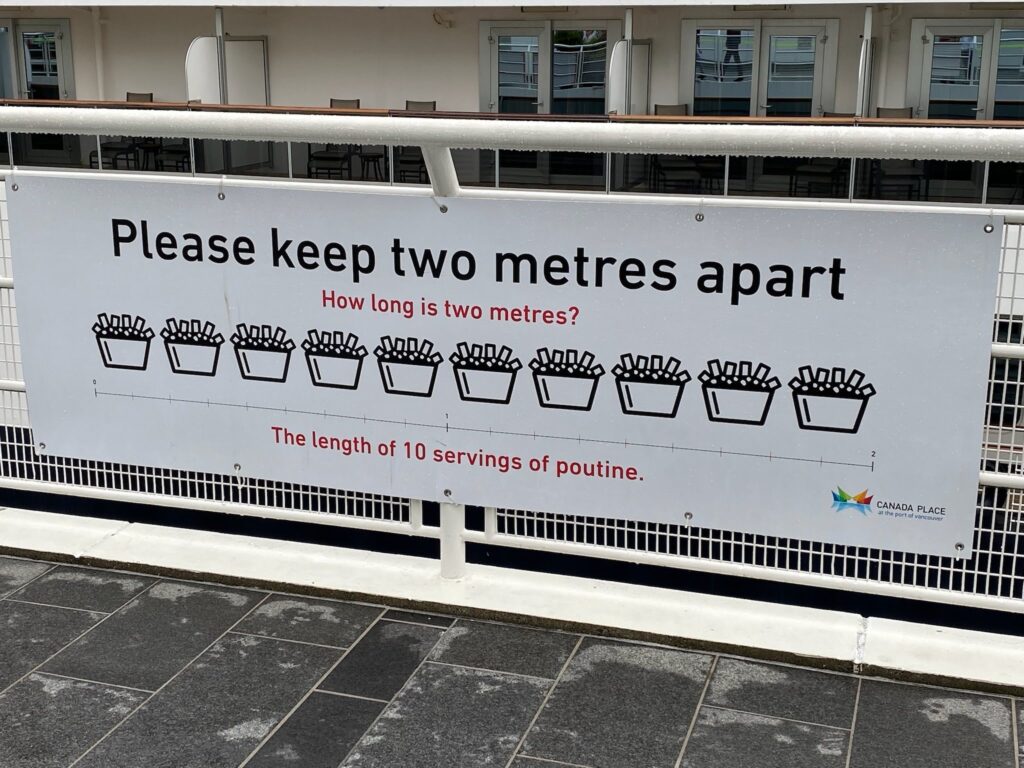 Please keep two metres apart
How long is two metres?
0 1 2
The length of 10 servings of poutine.
CANADA PLACE
at the port of vancouver